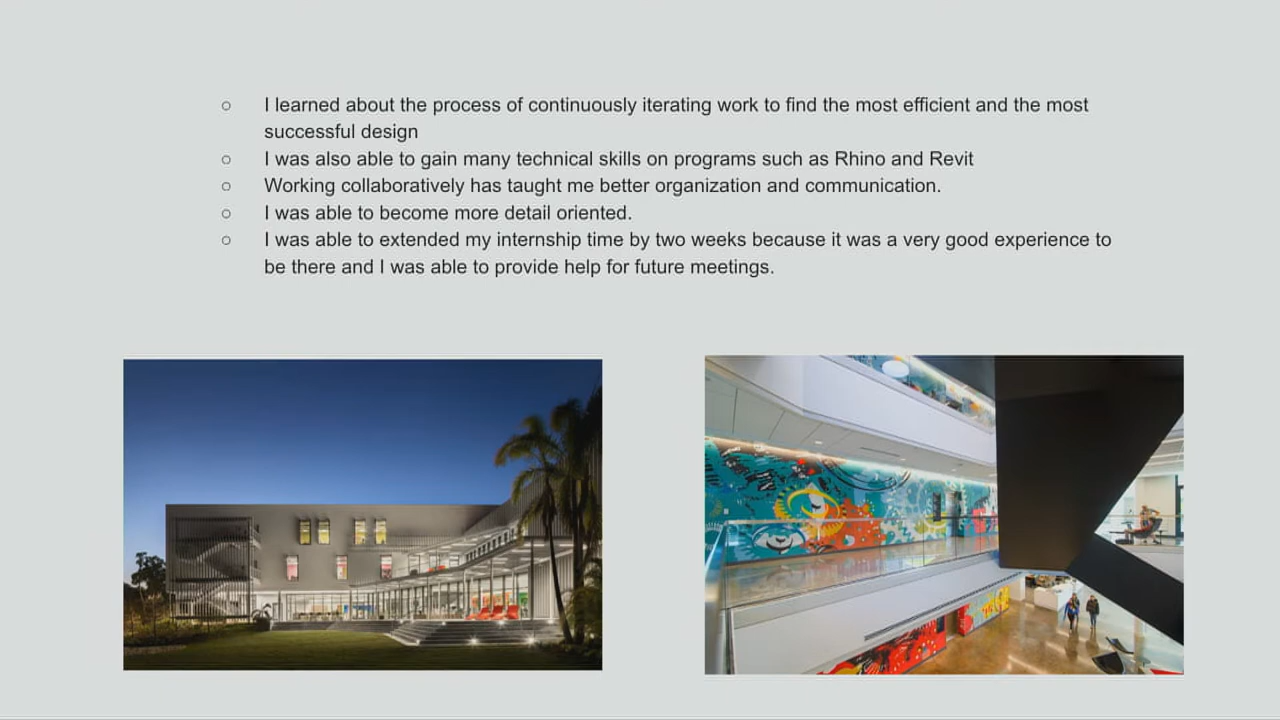 ○ I learned about the process of continuously iterating work to find the most efficient and the most
successful design
○ I was also able to gain many technical skills on programs such as Rhino and Revit
○ Working collaboratively has taught me better organization and communication.
○ I was able to become more detail oriented.
○ I was able to extended my internship time by two weeks because it was a very good experience to
be there and I was able to provide help for future meetings.